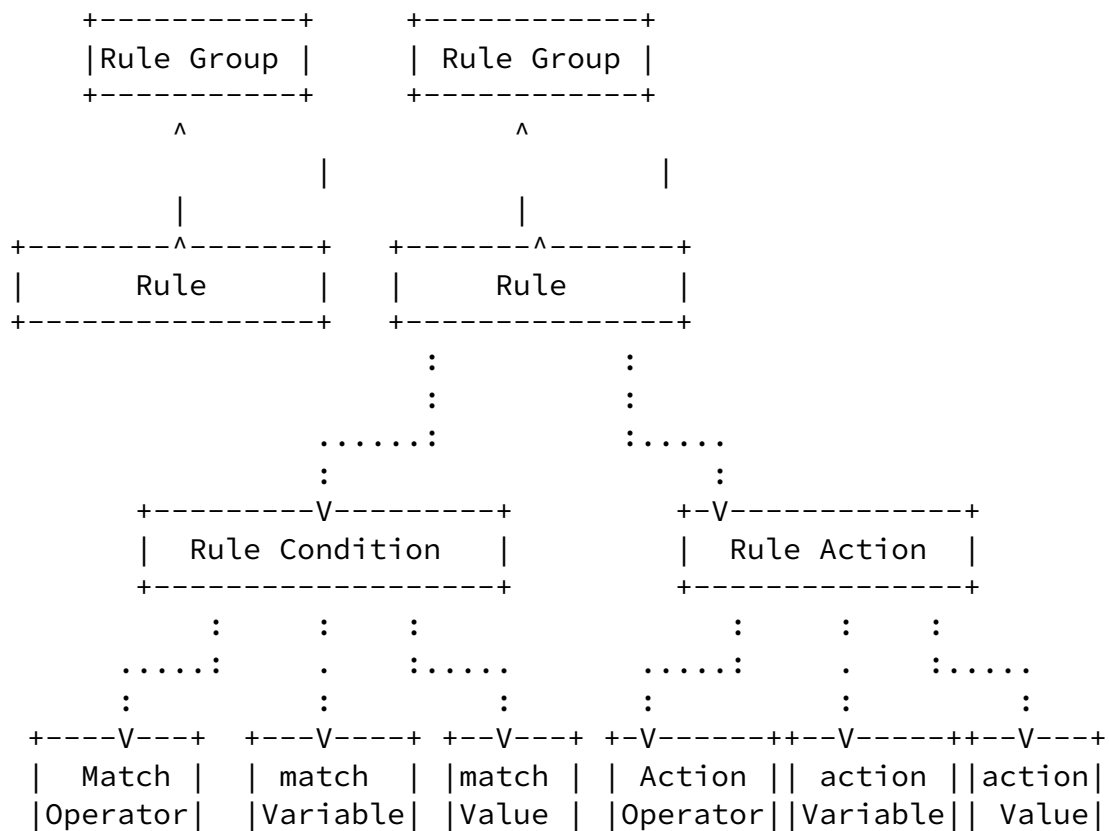 Rule Group Rule Group
Rule Rule
Rule Condition Rule Action
Match match match Action action action
Operator Variable Value Operator Variable Value